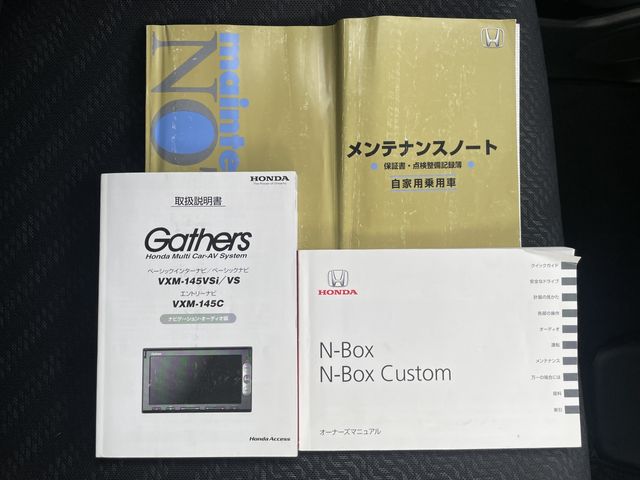 mainte
NO
メンテナンスノート
保証書・点検整備記録簿
自家用乗用車
HONDA
The Power of Dreams
取扱説明書
Gathers
Honda Multi Car-AV System
ベーシックインターナビ/ベーシックナビ
VXM-145VSi/VS
エントリーナビ
VXM-145C
ナビゲーション・オーディオ編
Honda Access
HONDA
N-Box
N-Box Custom
オーナーズマニュアル
クイックガイド
安全なドライブ
計器の見かた
各部の操作
オーディオ
運転
メンテナンス
万一の場合には
資料
索引